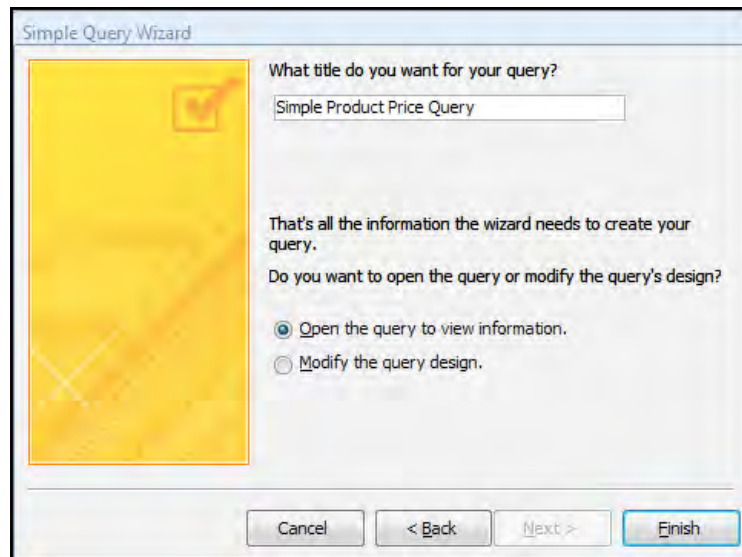 Simple Query Wizard
What title do you want for your query?
Simple Product Price Query
That's all the information the wizard needs to create your
query.
Do you want to open the query or modify the query's design?
Open the query to view information.
Modify the query design.
Cancel
< Back
Next >
Finish